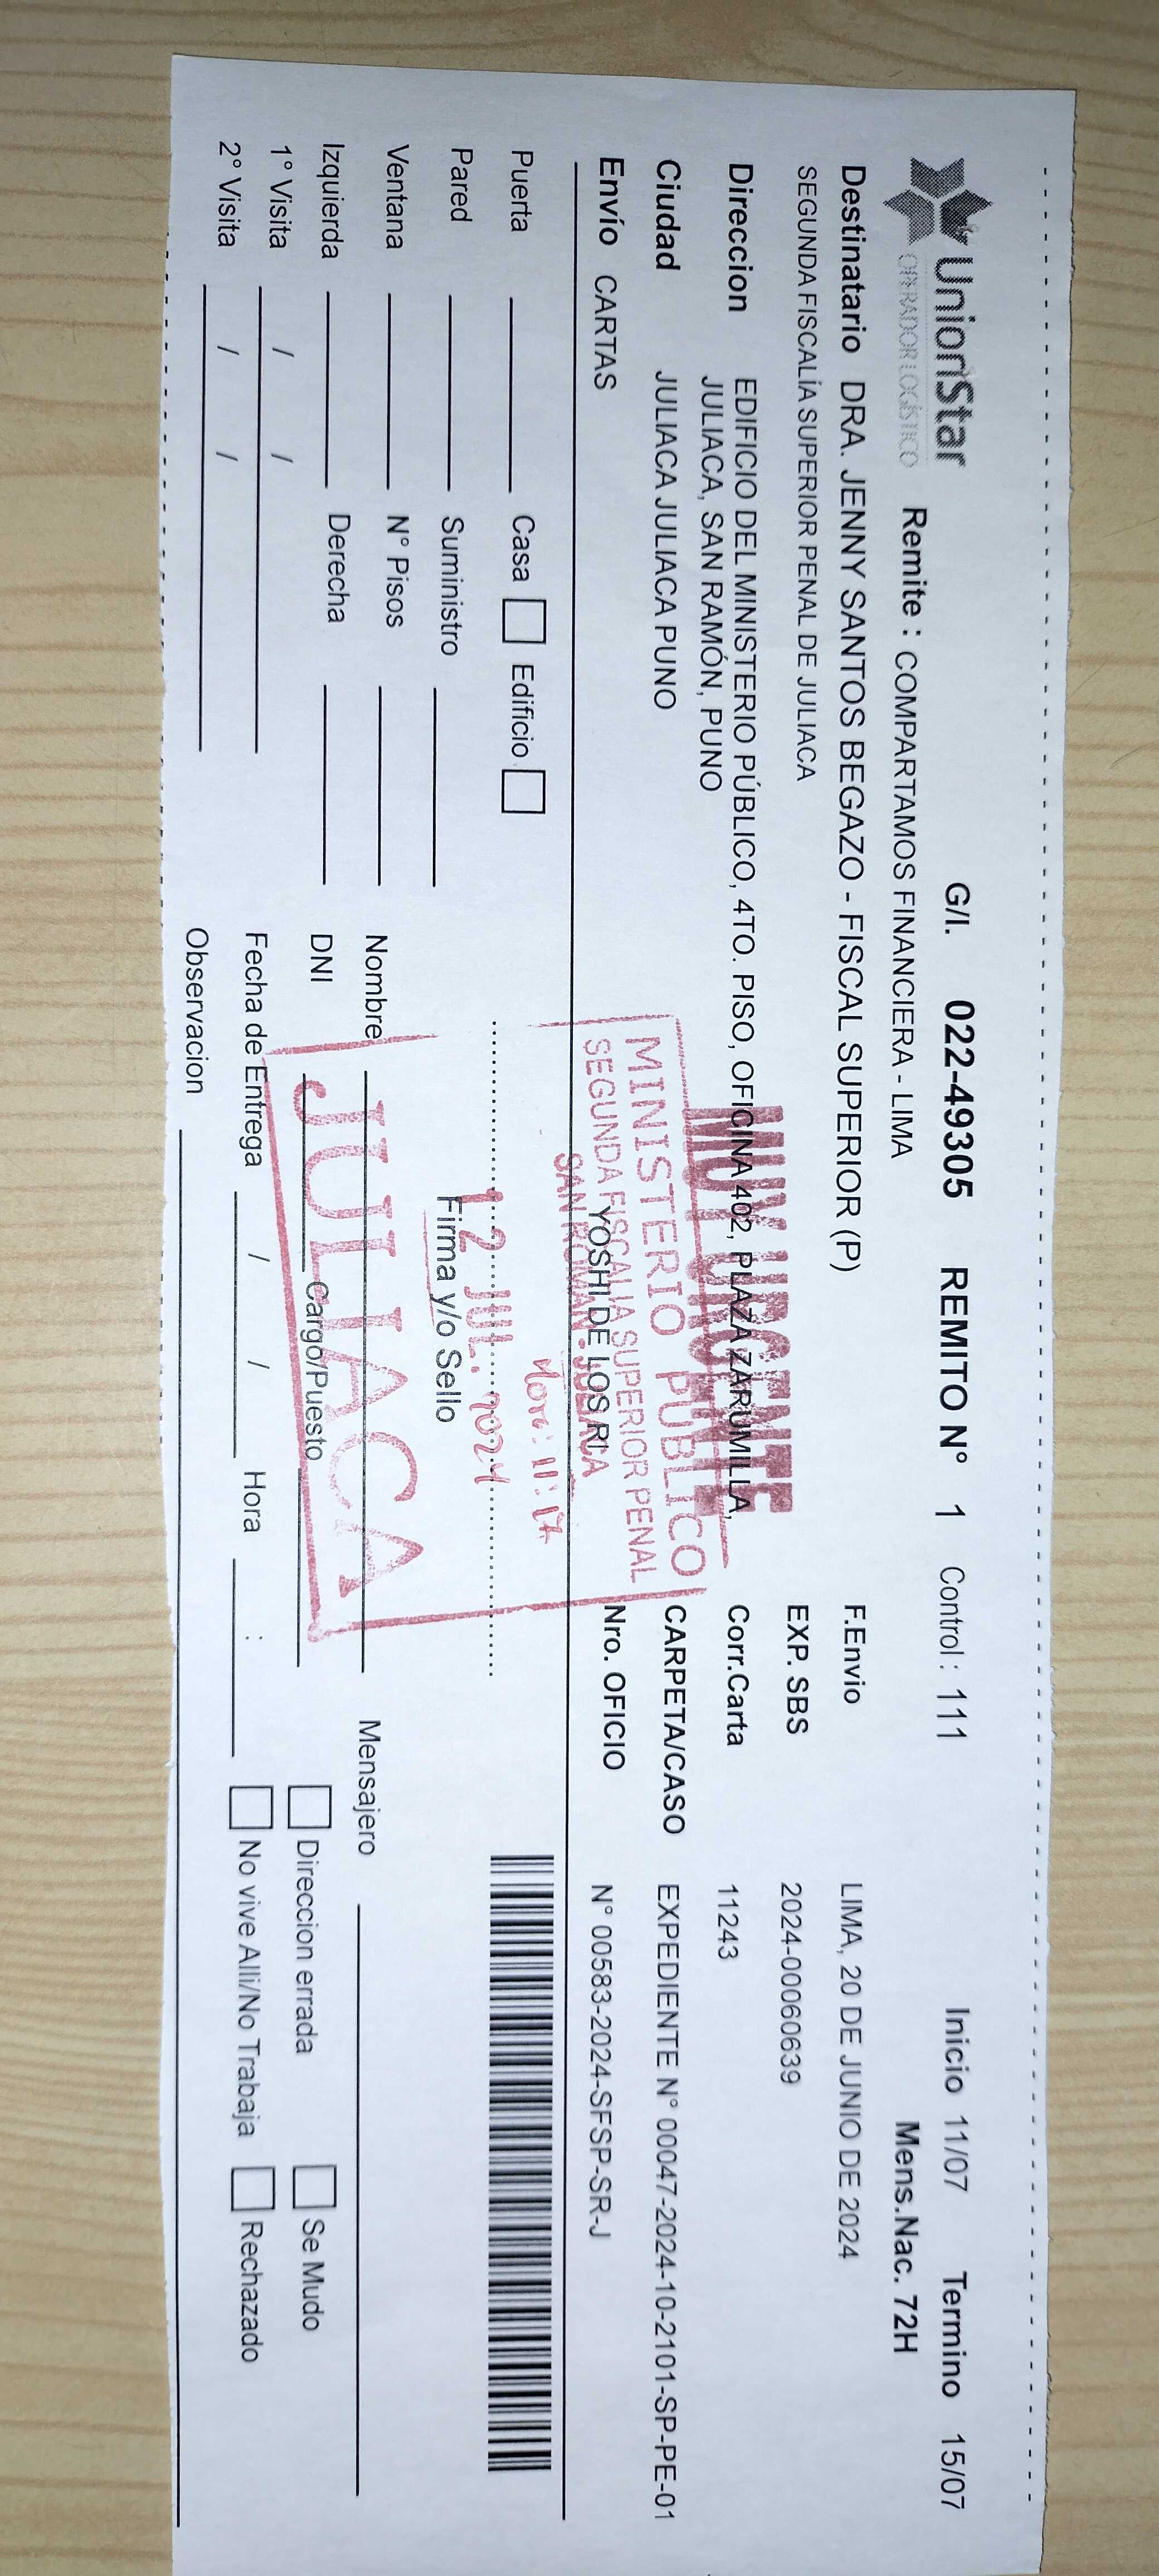 UnionStar
OPERADOR LOGÍSTICO
G/I. 022-49305 REMITO N° 1 Control : 111 Inicio 11/07 Termino 15/07
Remite : COMPARTAMOS FINANCIERA - LIMA Mens.Nac. 72H
Destinatario DRA. JENNY SANTOS BEGAZO - FISCAL SUPERIOR (P) F.Envio LIMA, 20 DE JUNIO DE 2024
SEGUNDA FISCALÍA SUPERIOR PENAL DE JULIACA EXP. SBS 2024-00060639
Direccion EDIFICIO DEL MINISTERIO PÚBLICO, 4TO. PISO, OFICINA 402, PLAZA ZARUMILLA, Corr.Carta 11243
JULIACA, SAN RAMÓN, PUNO
MUY URGENTE
Ciudad JULIACA JULIACA PUNO CARPETA/CASO EXPEDIENTE N° 00047-2024-10-2101-SP-PE-01
Envío CARTAS YOSHI DE LOS RI Nro. OFICIO N° 00583-2024-SFSP-SR-J
MINISTERIO PUBLICO
SEGUNDA FISCALIA SUPERIOR PENAL
SAN ROMAN - JULIACA
Hora: 11:17
12 JUL. 2024
JULIACA
Puerta Casa Edificio
Pared Suministro Firma y/o Sello
Ventana N° Pisos Nombre Mensajero
Izquierda Derecha DNI Cargo/Puesto Direccion errada Se Mudo
1° Visita / / Fecha de Entrega / / Hora : No vive Alli/No Trabaja Rechazado
2° Visita / / Observacion